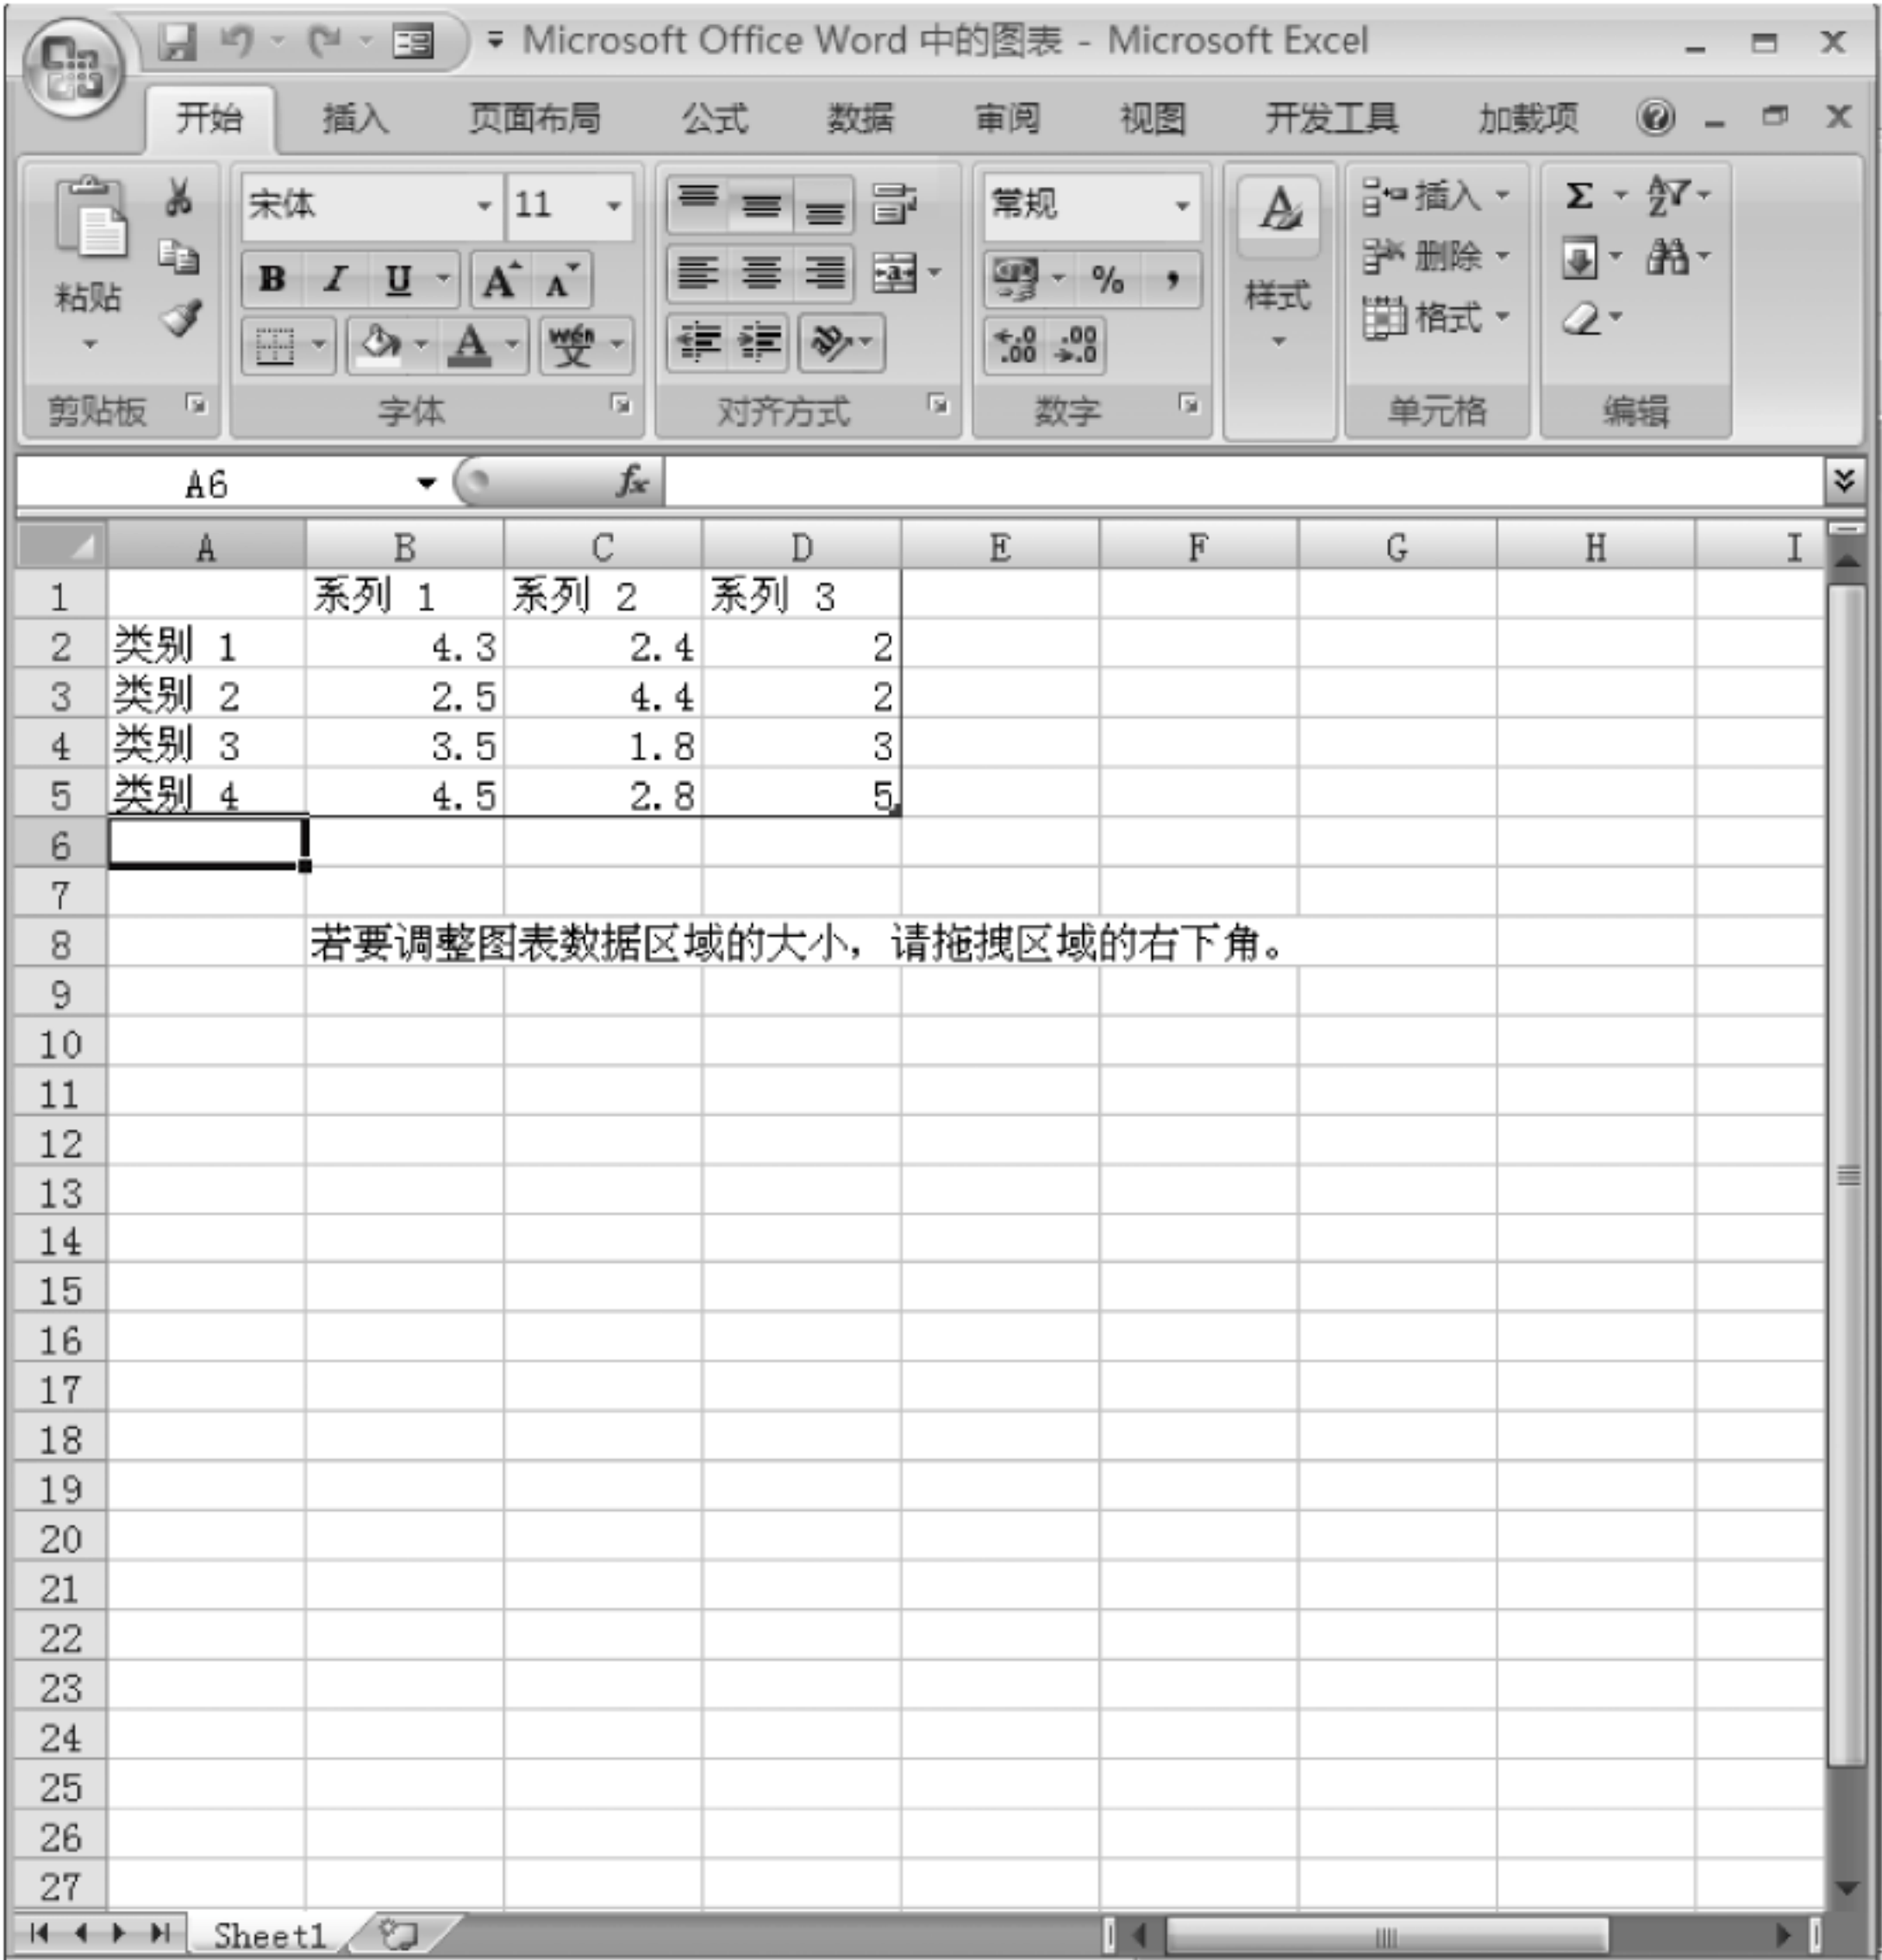 Microsoft Office Word 中的图表 - Microsoft Excel
开始 插入 页面布局 公式 数据 审阅 视图 开发工具 加载项
宋体 11 常规 插入
粘贴 B I U A A % , 样式 删除
wén 文 .0 .00 .00 .0 格式
剪贴板 字体 对齐方式 数字 单元格 编辑
A6 fx
A B C D E F G H I
1 系列 1 系列 2 系列 3
2 类别 1 4.3 2.4 2
3 类别 2 2.5 4.4 2
4 类别 3 3.5 1.8 3
5 类别 4 4.5 2.8 5
6
7
8 若要调整图表数据区域的大小，请拖拽区域的右下角。
9
10
11
12
13
14
15
16
17
18
19
20
21
22
23
24
25
26
27
Sheet1